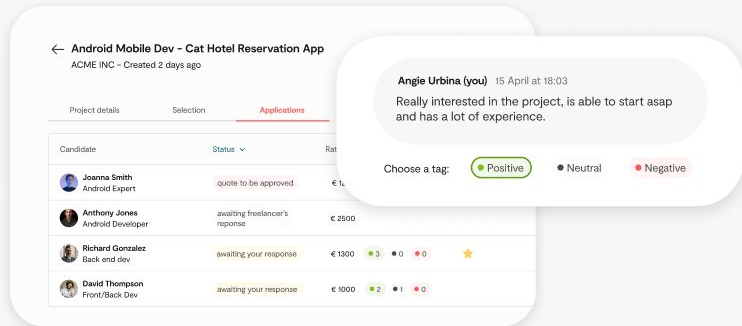 Android Mobile Dev - Cat Hotel Reservation App
ACME INC - Created 2 days ago
Project details Selection Applications
Candidate Status
Joanna Smith
Android Expert
quote to be approved
Anthony Jones
Android Developer
awaiting freelancer's
reponse
€ 2500
Richard Gonzalez
Back end dev
awaiting your response € 1300 3 0 0
David Thompson
Front/Back Dev
awaiting your response € 1000 2 1 0
Angie Urbina (you) 15 April at 18:03
Really interested in the project, is able to start asap
and has a lot of experience.
Choose a tag: Positive Neutral Negative